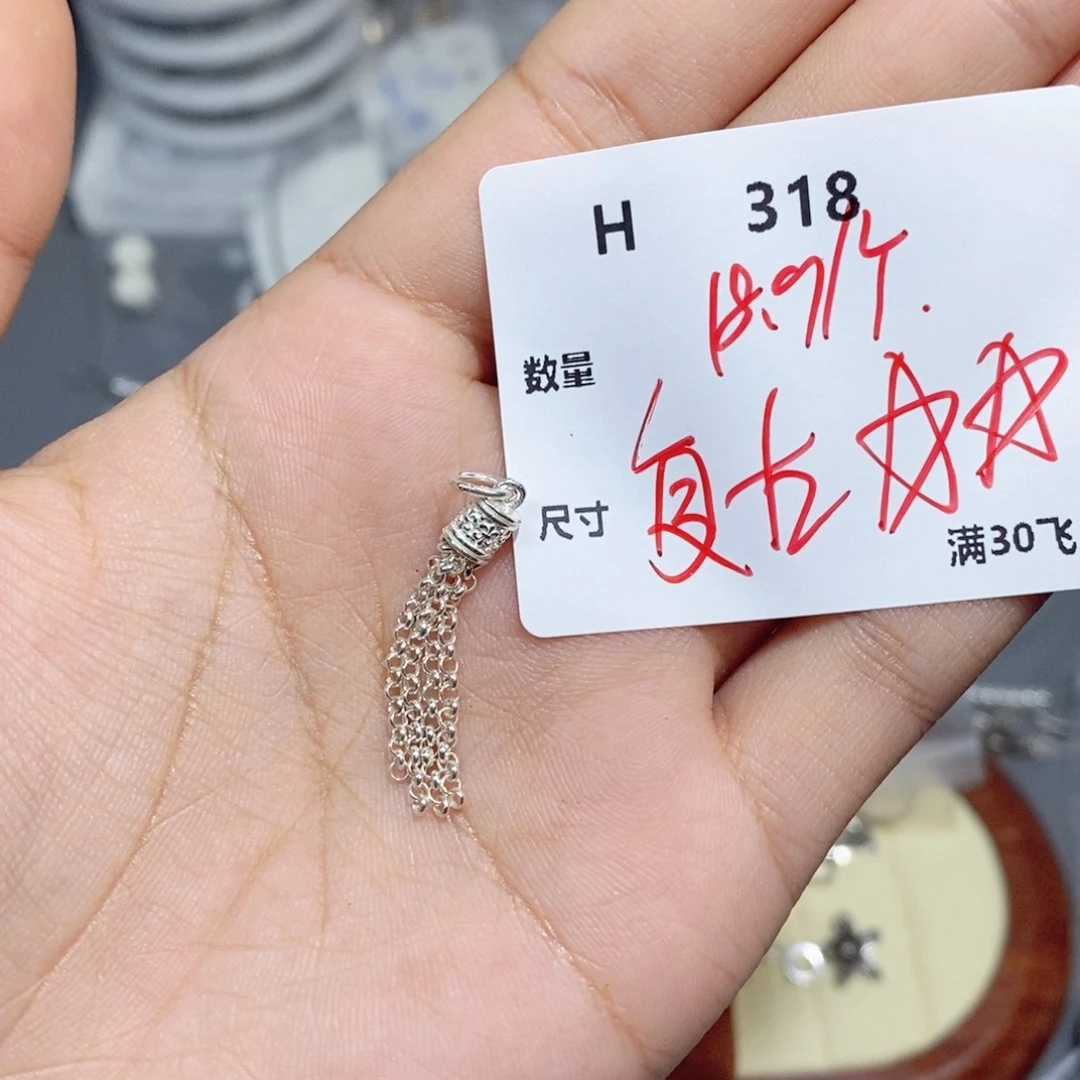 H 318
18.9/个.
数量
复古☆☆
尺寸
满30飞